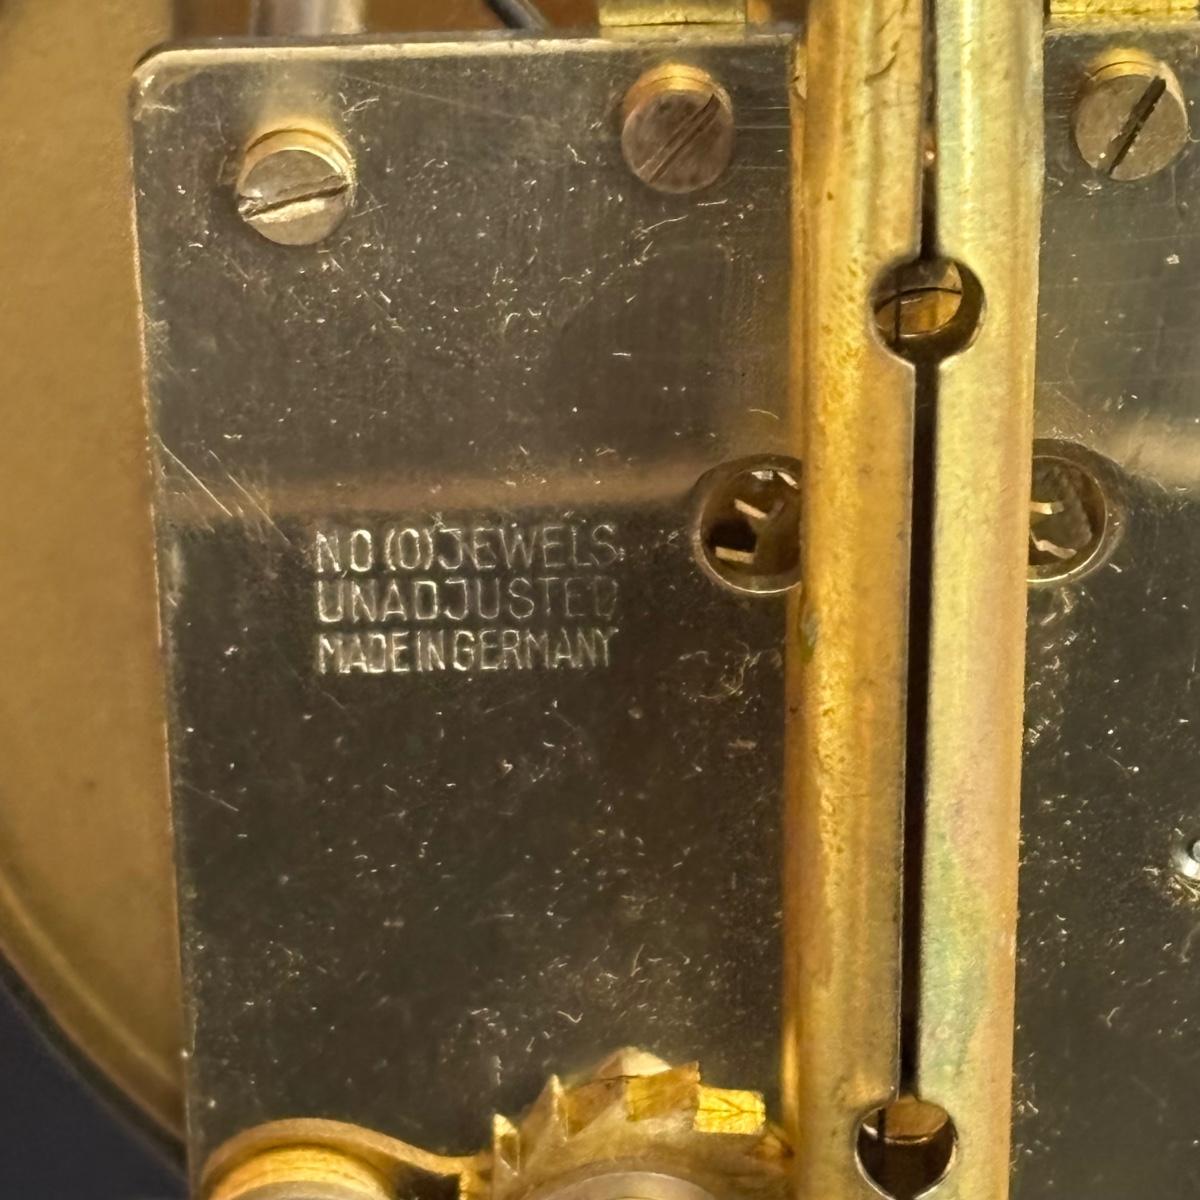 NO (0) JEWELS
UNADJUSTED
MADE IN GERMANY